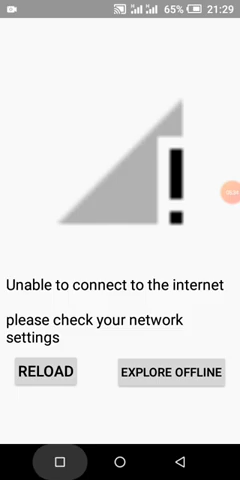 65% 21:29
Unable to connect to the internet
please check your network
settings
RELOAD EXPLORE OFFLINE